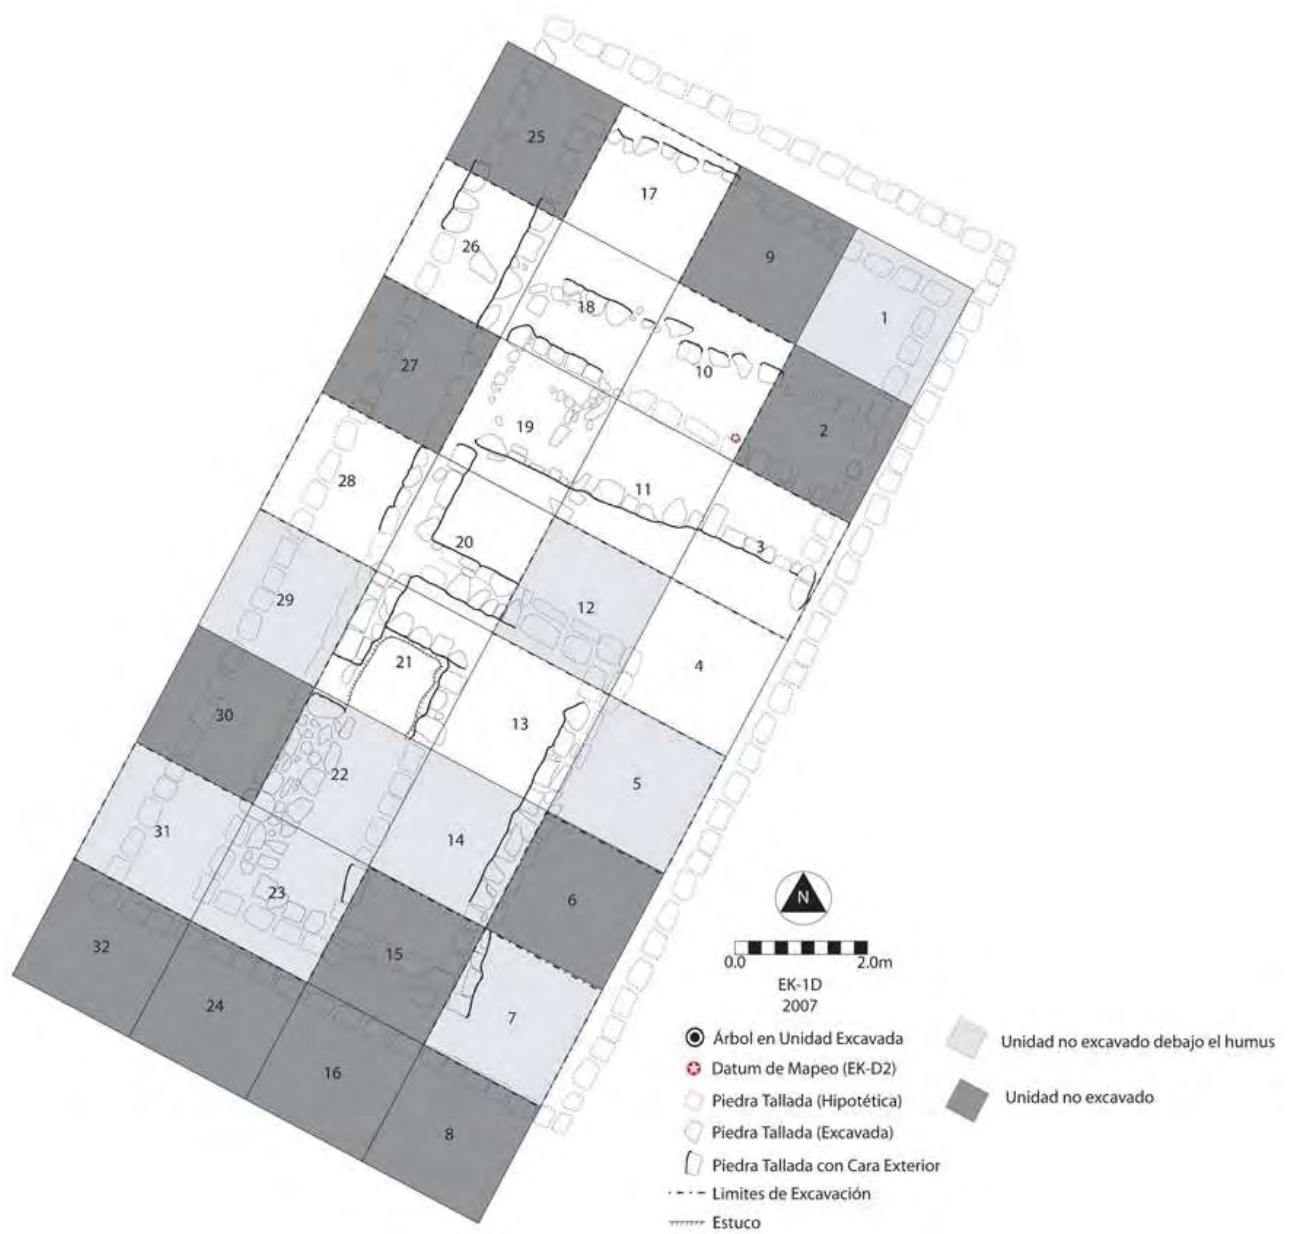 25
17
26
9
18
1
27
10
19
2
28
11
20
3
29
12
21
4
30
13
22
5
31
14
23
6
32
15
24
7
16
8
N
0.0 2.0m
EK-1D
2007
Árbol en Unidad Excavada
Datum de Mapeo (EK-D2)
Piedra Tallada (Hipotética)
Piedra Tallada (Excavada)
Piedra Tallada con Cara Exterior
Limites de Excavación
Estuco
Unidad no excavado debajo el humus
Unidad no excavado